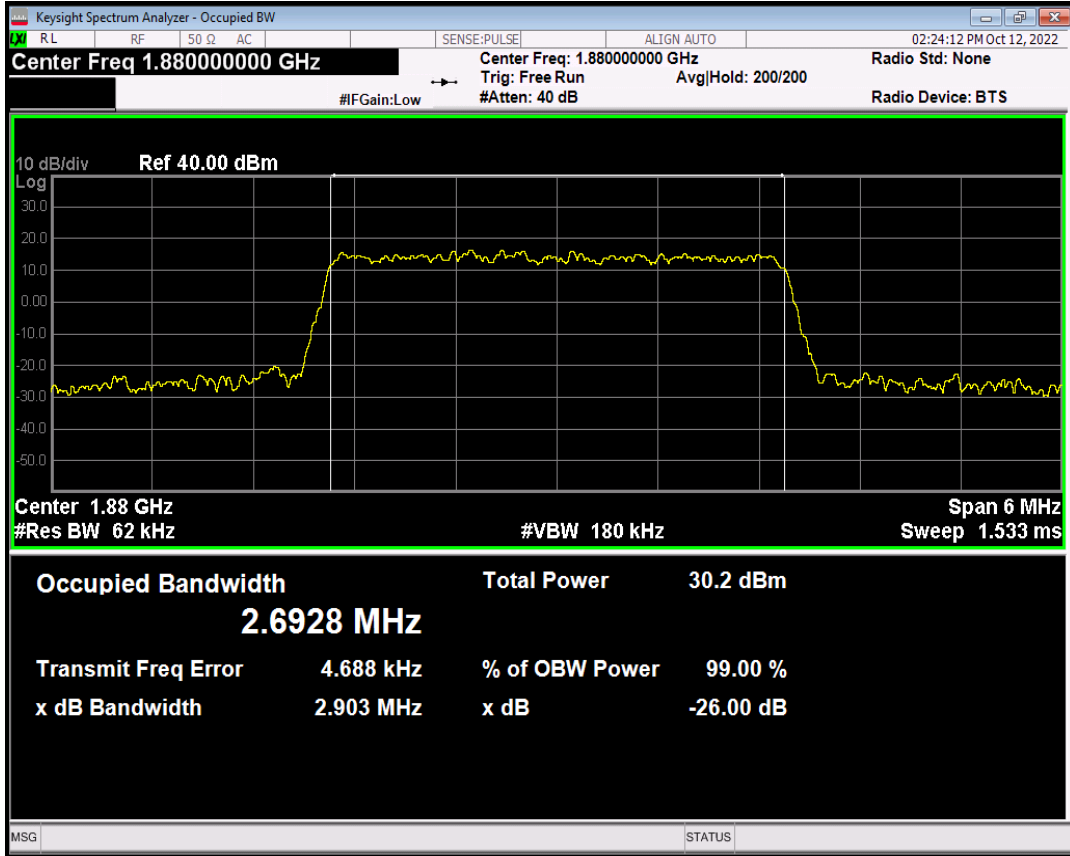 Keysight Spectrum Analyzer - Occupied BW
LXI RL RF 50 Ω AC SENSE:PULSE ALIGN AUTO 02:24:12 PM Oct 12, 2022
Center Freq 1.880000000 GHz Center Freq: 1.880000000 GHz Radio Std: None
Trig: Free Run Avg|Hold: 200/200
#IFGain:Low #Atten: 40 dB Radio Device: BTS
10 dB/div Ref 40.00 dBm
Log
30.0
20.0
10.0
0.00
-10.0
-20.0
-30.0
-40.0
-50.0
Center 1.88 GHz Span 6 MHz
#Res BW 62 kHz #VBW 180 kHz Sweep 1.533 ms
Occupied Bandwidth Total Power 30.2 dBm
2.6928 MHz
Transmit Freq Error 4.688 kHz % of OBW Power 99.00 %
x dB Bandwidth 2.903 MHz x dB -26.00 dB
MSG STATUS